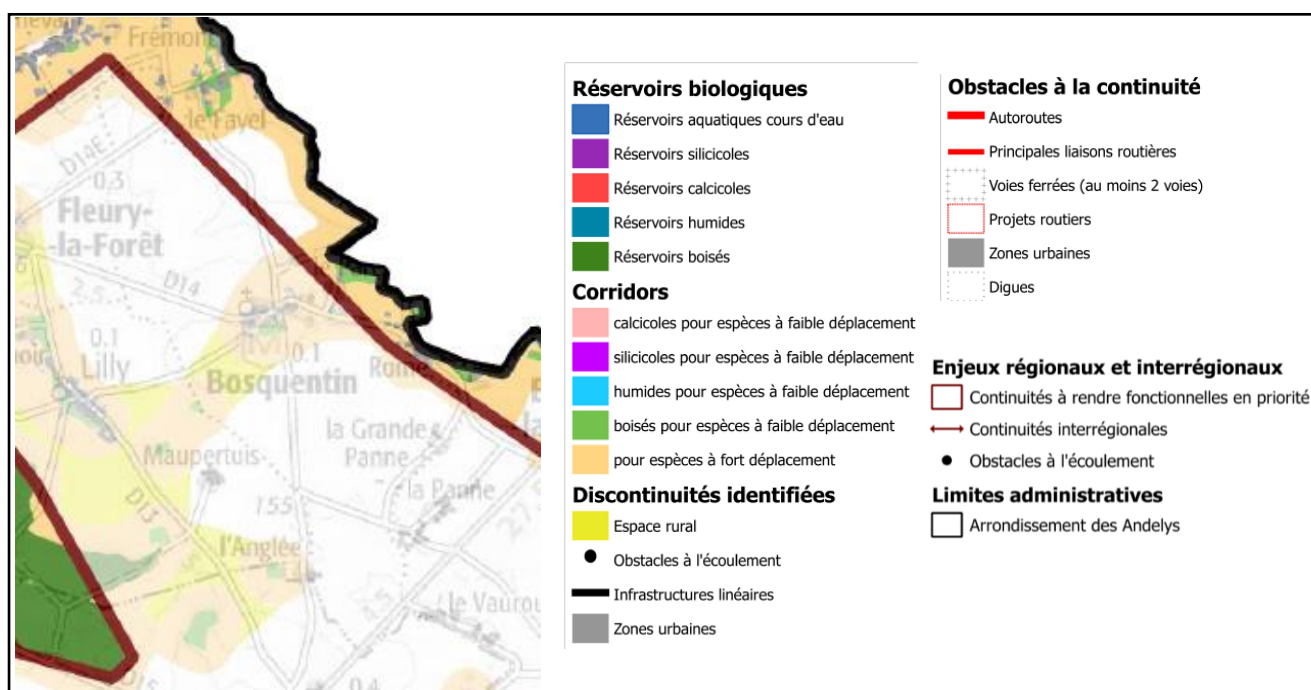 Frémont
le Favel
D14E
0.3
Fleury-
-la-Forêt
D14
2.5
0.1
Lilly
0.1
Bosquentin
Rome
la Grande
Panne
la Panne
Maupertuis
155
D13
l'Anglée
0.4
Réservoirs biologiques
Réservoirs aquatiques cours d'eau
Réservoirs silicicoles
Réservoirs calcicoles
Réservoirs humides
Réservoirs boisés
Corridors
calcicoles pour espèces à faible déplacement
silicicoles pour espèces à faible déplacement
humides pour espèces à faible déplacement
boisés pour espèces à faible déplacement
pour espèces à fort déplacement
Discontinuités identifiées
Espace rural
Obstacles à l'écoulement
Infrastructures linéaires
Zones urbaines
Obstacles à la continuité
Autoroutes
Principales liaisons routières
Voies ferrées (au moins 2 voies)
Projets routiers
Zones urbaines
Digues
Enjeux régionaux et interrégionaux
Continuités à rendre fonctionnelles en priorité
Continuités interrégionales
Obstacles à l'écoulement
Limites administratives
Arrondissement des Andelys